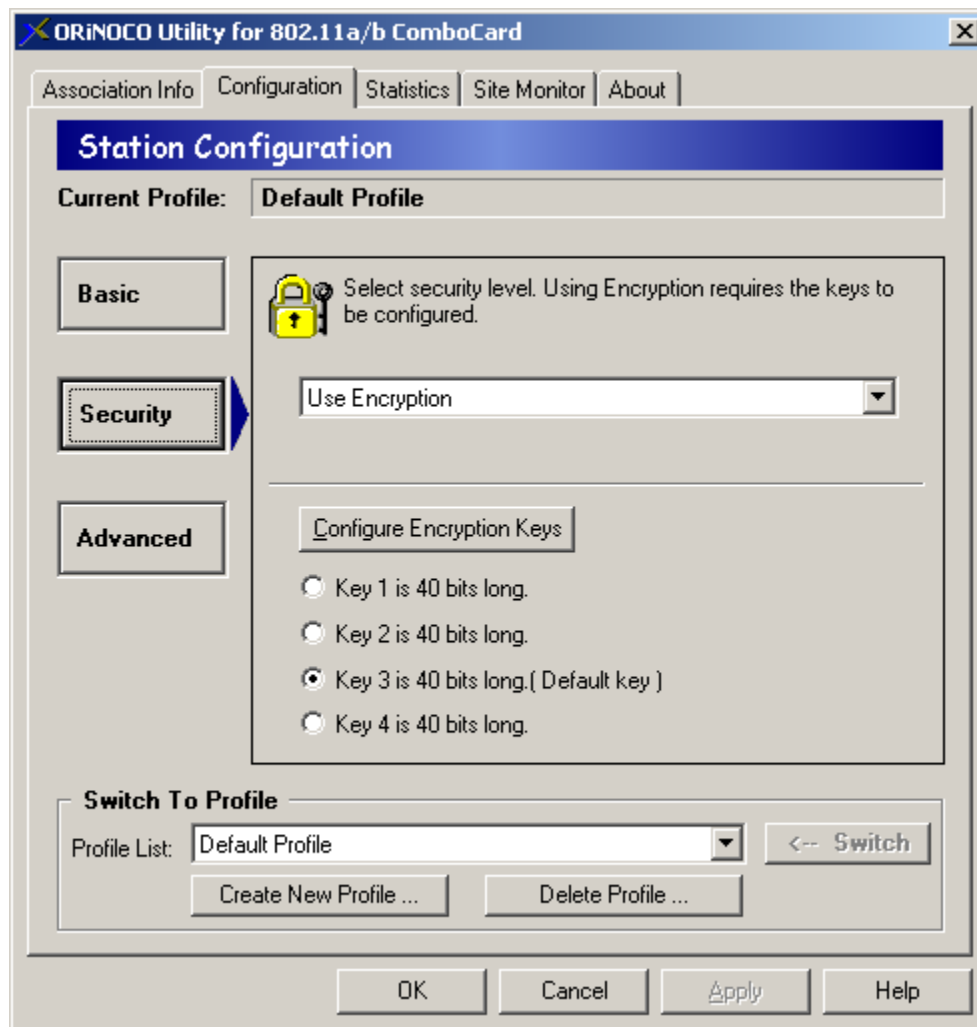 ORiNOCO Utility for 802.11a/b ComboCard
Association Info Configuration Statistics Site Monitor About
Station Configuration
Current Profile: Default Profile
Basic
Select security level. Using Encryption requires the keys to
be configured.
Use Encryption
Security
Configure Encryption Keys
Advanced
Key 1 is 40 bits long.
Key 2 is 40 bits long.
Key 3 is 40 bits long.( Default key )
Key 4 is 40 bits long.
Switch To Profile
Profile List: Default Profile <-- Switch
Create New Profile ... Delete Profile ...
OK Cancel Apply Help